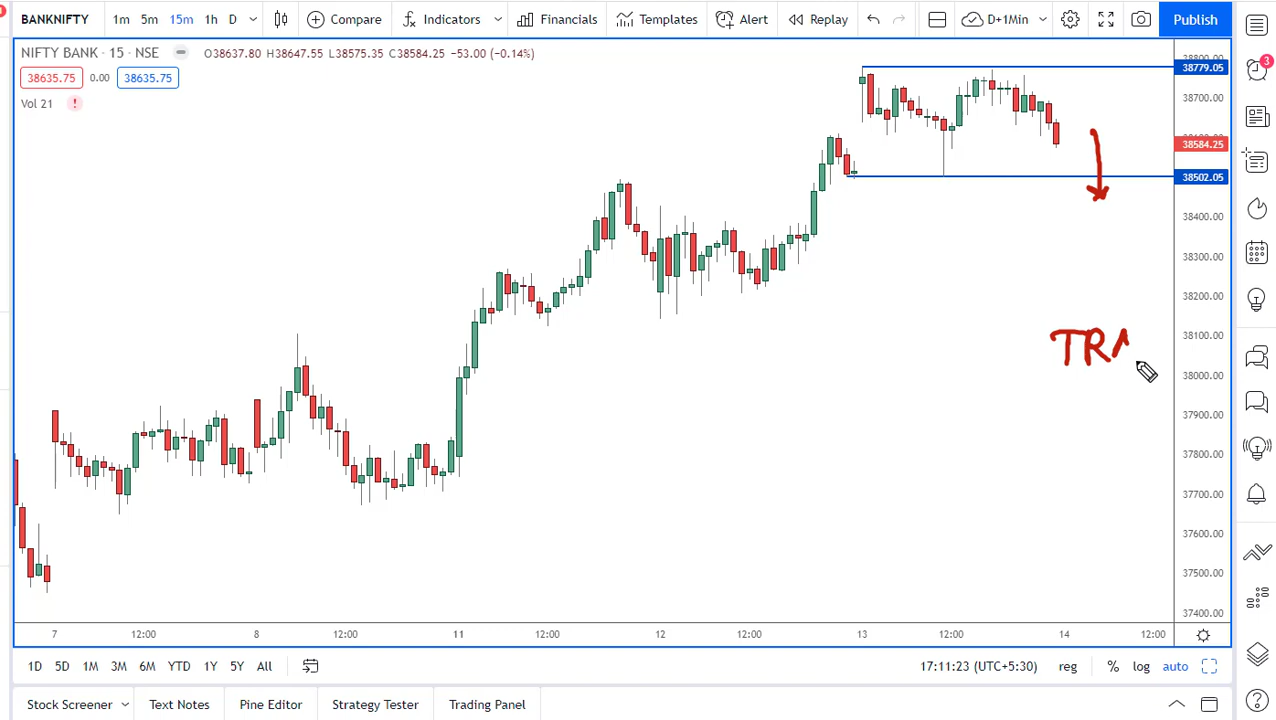 BANKNIFTY 1m 5m 15m 1h D Compare Indicators Financials Templates Alert Replay D+1Min Publish
NIFTY BANK · 15 · NSE O38637.80 H38647.55 L38575.35 C38584.25 −53.00 (−0.14%)
38635.75 0.00 38635.75
Vol 21 !
3
38779.05
38700.00
38584.25
38502.05
38400.00
38300.00
38200.00
38100.00
38000.00
37900.00
37800.00
37700.00
37600.00
37500.00
37400.00
TRA
7 12:00 8 12:00 11 12:00 12 12:00 13 12:00 14 12:00
1D 5D 1M 3M 6M YTD 1Y 5Y All 17:11:23 (UTC+5:30) reg % log auto
Stock Screener Text Notes Pine Editor Strategy Tester Trading Panel